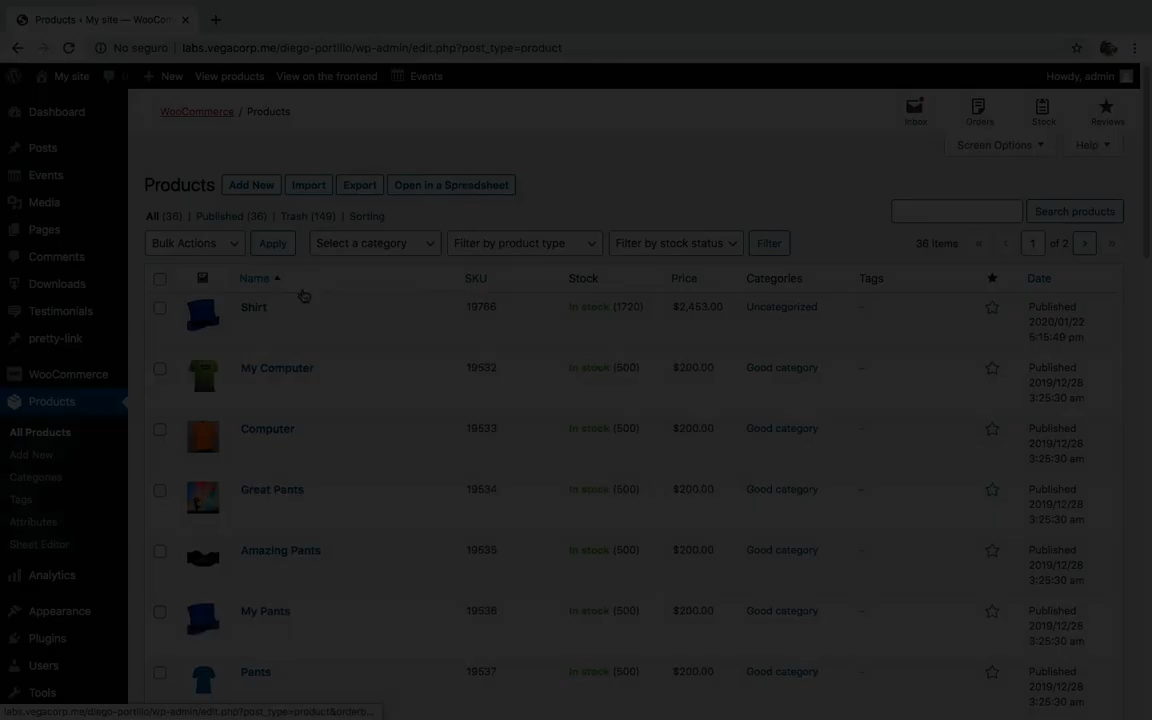 Products ‹ My site — WooCom
No seguro | labs.vegacorp.me/diego-portillo/wp-admin/edit.php?post_type=product
My site 0 New View products View on the frontend Events Howdy, admin
Dashboard
Posts
Events
Media
Pages
Comments
Downloads
Testimonials
pretty-link
WooCommerce
Products
All Products
Add New
Categories
Tags
Attributes
Sheet Editor
Analytics
Appearance
Plugins
Users
Tools
WooCommerce / Products
Inbox Orders Stock Reviews
Screen Options Help
Products Add New Import Export Open in a Spreadsheet
All (36) | Published (36) | Trash (149) | Sorting
Search products
Bulk Actions Apply Select a category Filter by product type Filter by stock status Filter 36 items « ‹ 1 of 2 › »
Name SKU Stock Price Categories Tags Date
Shirt 19766 In stock (1720) $2,453.00 Uncategorized – Published
2020/01/22
5:15:49 pm
My Computer 19532 In stock (500) $200.00 Good category – Published
2019/12/28
3:25:30 am
Computer 19533 In stock (500) $200.00 Good category – Published
2019/12/28
3:25:30 am
Great Pants 19534 In stock (500) $200.00 Good category – Published
2019/12/28
3:25:30 am
Amazing Pants 19535 In stock (500) $200.00 Good category – Published
2019/12/28
3:25:30 am
My Pants 19536 In stock (500) $200.00 Good category – Published
2019/12/28
3:25:30 am
Pants 19537 In stock (500) $200.00 Good category – Published
2019/12/28
3:25:30 am
labs.vegacorp.me/diego-portillo/wp-admin/edit.php?post_type=product&orderb...